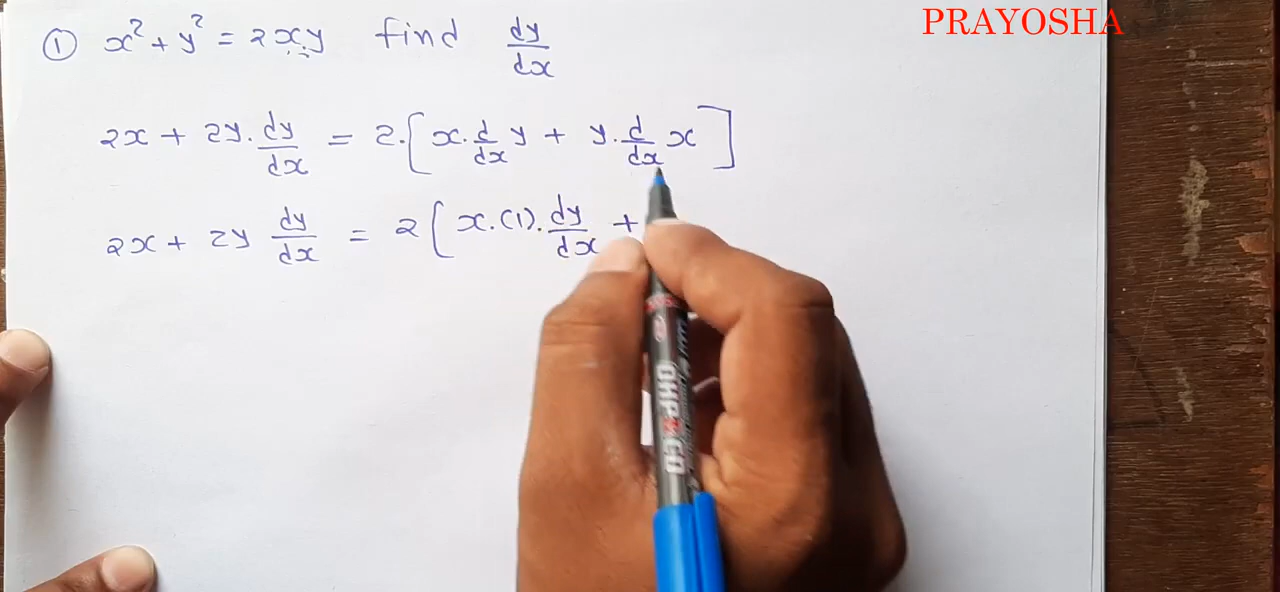 PRAYOSHA
① x² + y² = 2xy find dy/dx
2x + 2y · dy/dx = 2 · [ x · d/dx y + y · d/dx x ]
2x + 2y dy/dx = 2 ( x · (1) · dy/dx +
OHP